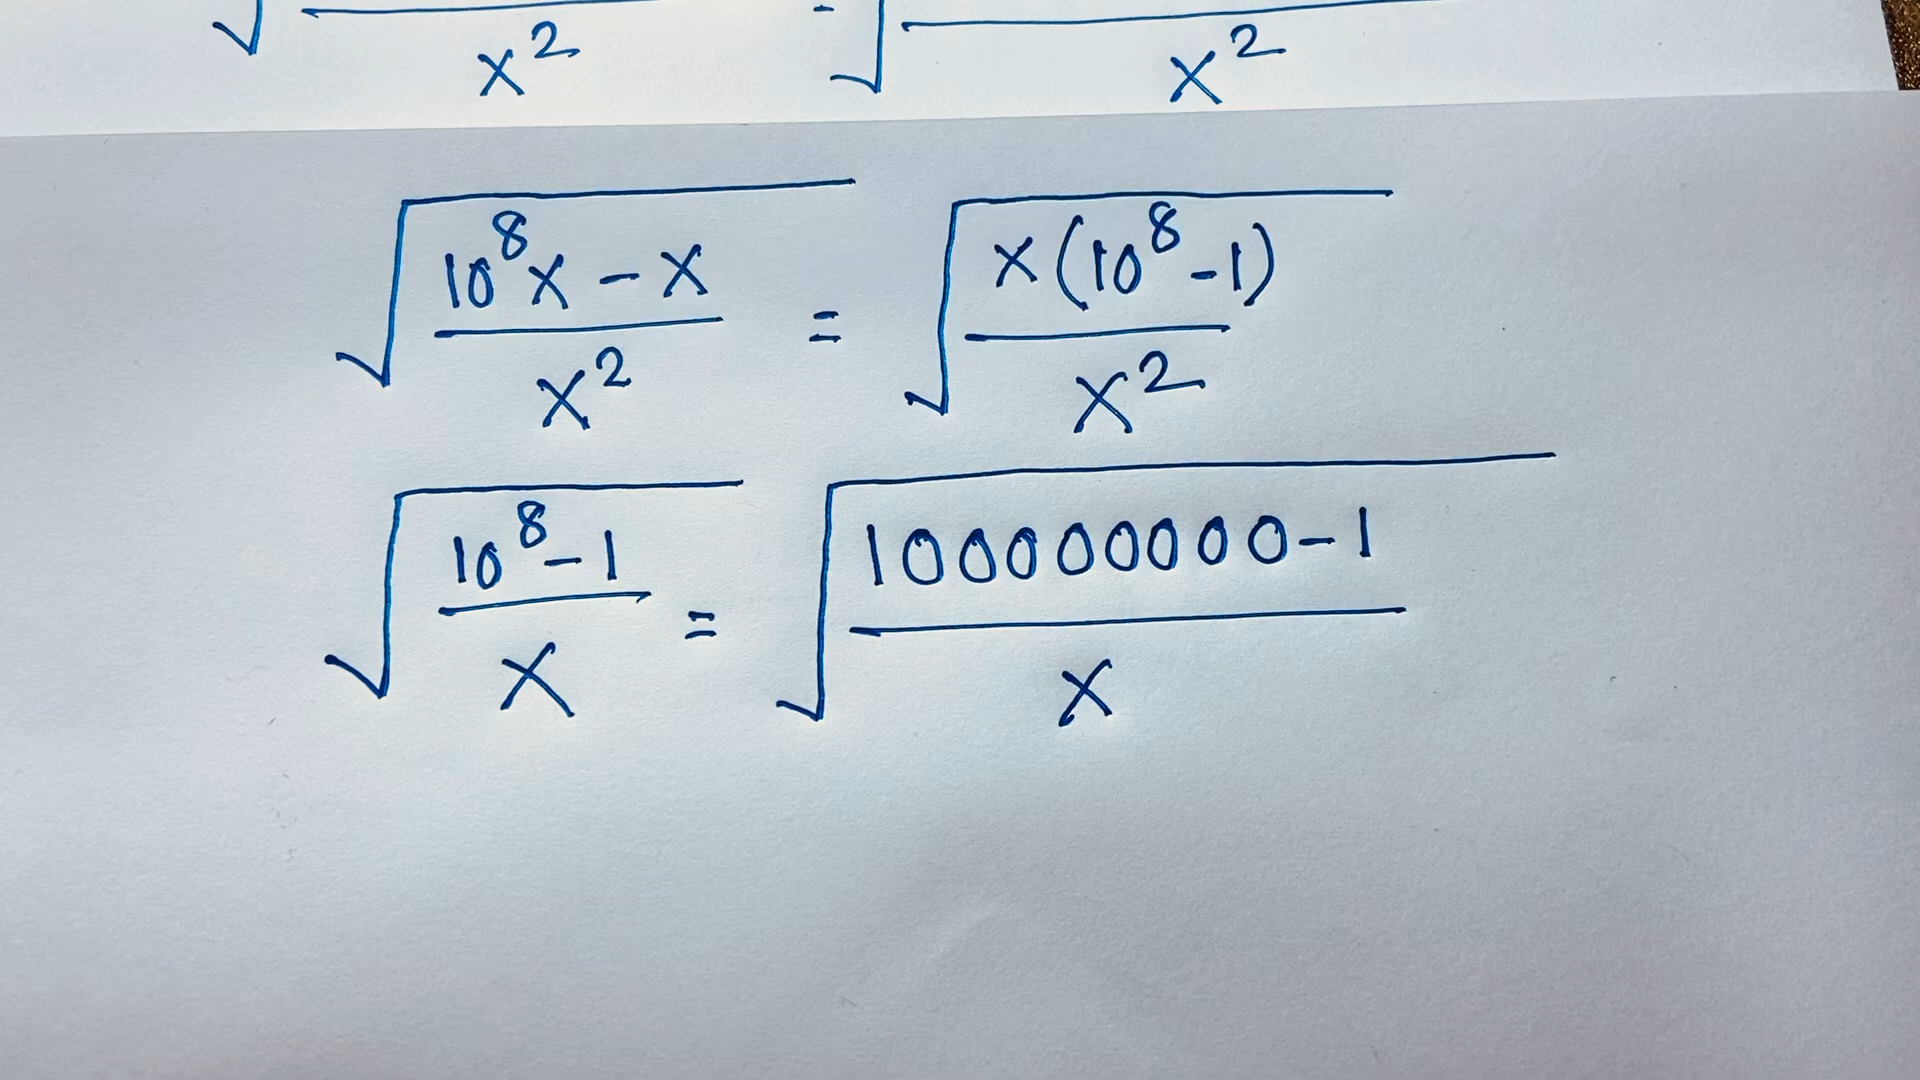 √ x² = √ x²
√((10⁸x - x)/x²) = √(x(10⁸-1)/x²)
√((10⁸-1)/x) = √((100000000-1)/x)